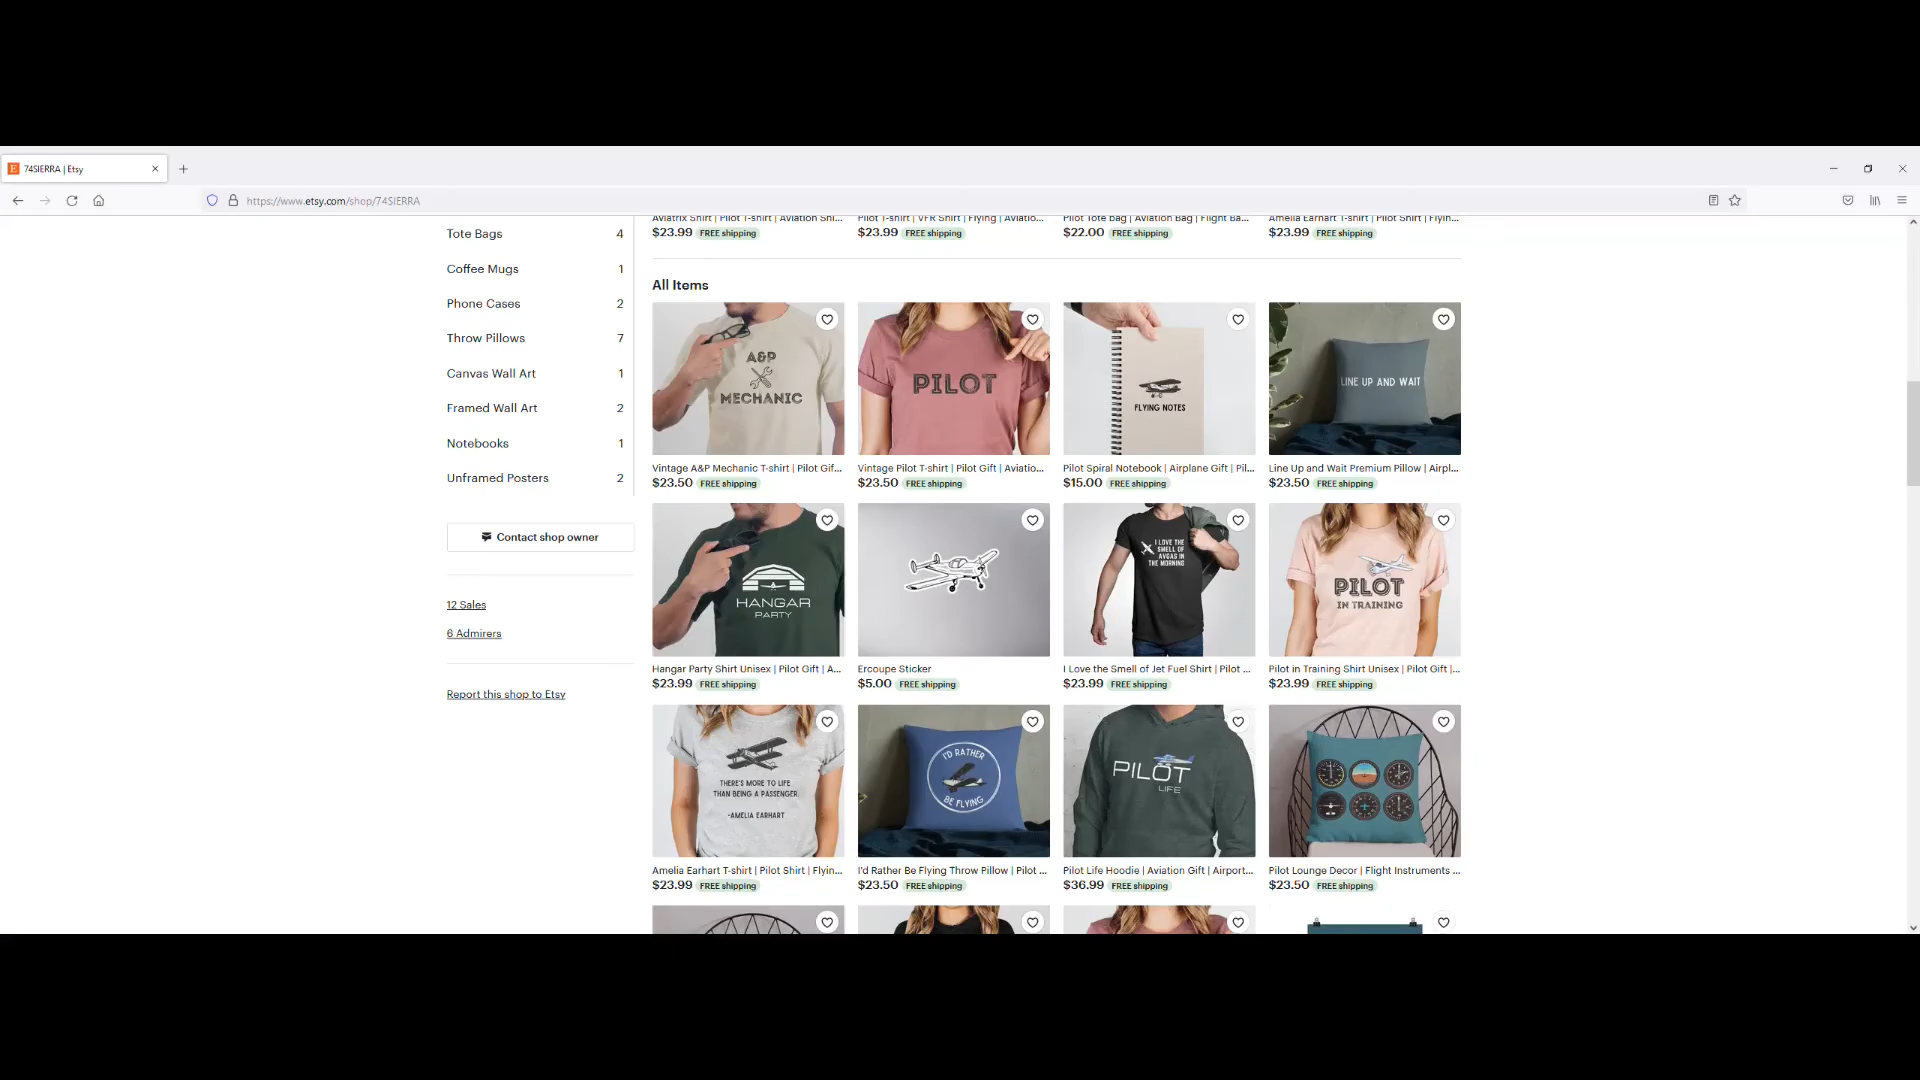 74SIERRA | Etsy
https://www.etsy.com/shop/74SIERRA
Tote Bags 4
Coffee Mugs 1
Phone Cases 2
Throw Pillows 7
Canvas Wall Art 1
Framed Wall Art 2
Notebooks 1
Unframed Posters 2
Contact shop owner
12 Sales
6 Admirers
Report this shop to Etsy
Aviatrix Shirt | Pilot T-shirt | Aviation Shi...
$23.99 FREE shipping
Pilot T-shirt | VFR Shirt | Flying | Aviatio...
$23.99 FREE shipping
Pilot Tote Bag | Aviation Bag | Flight Ba...
$22.00 FREE shipping
Amelia Earhart T-shirt | Pilot Shirt | Flyin...
$23.99 FREE shipping
All Items
A&P
MECHANIC
Vintage A&P Mechanic T-shirt | Pilot Gif...
$23.50 FREE shipping
PILOT
Vintage Pilot T-shirt | Pilot Gift | Aviatio...
$23.50 FREE shipping
FLYING NOTES
Pilot Spiral Notebook | Airplane Gift | Pil...
$15.00 FREE shipping
LINE UP AND WAIT
Line Up and Wait Premium Pillow | Airpl...
$23.50 FREE shipping
HANGAR
PARTY
Hangar Party Shirt Unisex | Pilot Gift | A...
$23.99 FREE shipping
Ercoupe Sticker
$5.00 FREE shipping
I LOVE THE
SMELL OF
AVGAS IN
THE MORNING
I Love the Smell of Jet Fuel Shirt | Pilot ...
$23.99 FREE shipping
PILOT
IN TRAINING
Pilot in Training Shirt Unisex | Pilot Gift |...
$23.99 FREE shipping
THERE'S MORE TO LIFE
THAN BEING A PASSENGER.
-AMELIA EARHART
Amelia Earhart T-shirt | Pilot Shirt | Flyin...
$23.99 FREE shipping
I'D RATHER
BE FLYING
I'd Rather Be Flying Throw Pillow | Pilot ...
$23.50 FREE shipping
PILOT
LIFE
Pilot Life Hoodie | Aviation Gift | Airport...
$36.99 FREE shipping
Pilot Lounge Decor | Flight Instruments ...
$23.50 FREE shipping